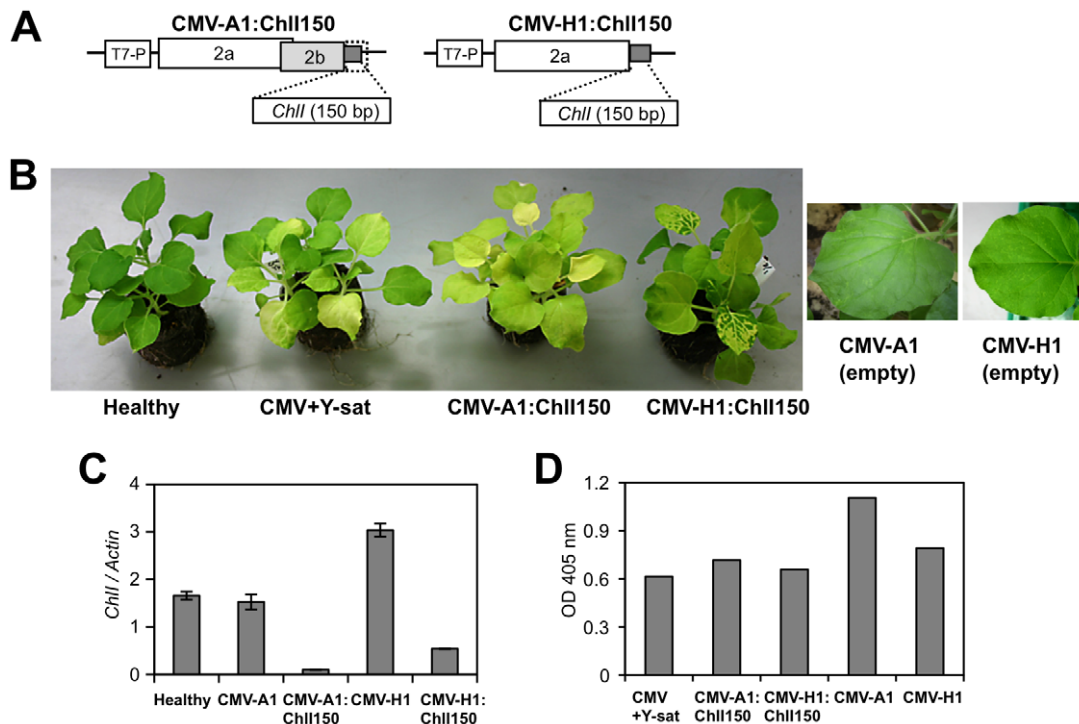 A
CMV-A1:ChlI150
CMV-H1:ChlI150
T7-P
2a
2b
T7-P
2a
ChlI (150 bp)
ChlI (150 bp)
B
Healthy
CMV+Y-sat
CMV-A1:ChlI150
CMV-H1:ChlI150
CMV-A1
(empty)
CMV-H1
(empty)
C
ChlI / Actin
4
3
2
1
0
Healthy
CMV-A1
CMV-A1:
ChlI150
CMV-H1
CMV-H1:
ChlI150
D
OD 405 nm
1.2
0.9
0.6
0.3
0
CMV
+Y-sat
CMV-A1:
ChlI150
CMV-H1:
ChlI150
CMV-A1
CMV-H1